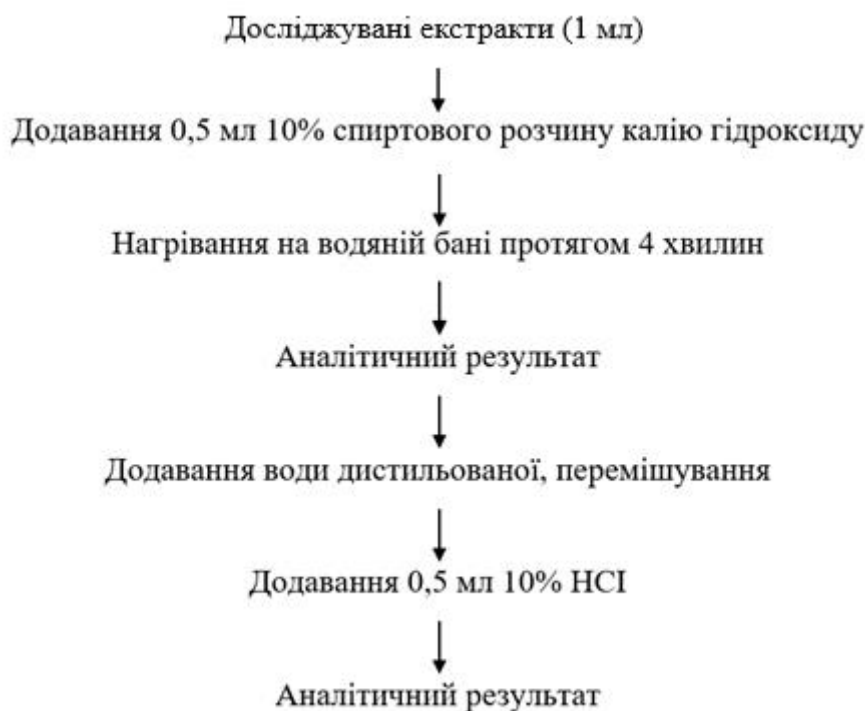 Досліджувані екстракти (1 мл)
Додавання 0,5 мл 10% спиртового розчину калію гідроксиду
Нагрівання на водяній бані протягом 4 хвилин
Аналітичний результат
Додавання води дистильованої, перемішування
Додавання 0,5 мл 10% НСІ
Аналітичний результат